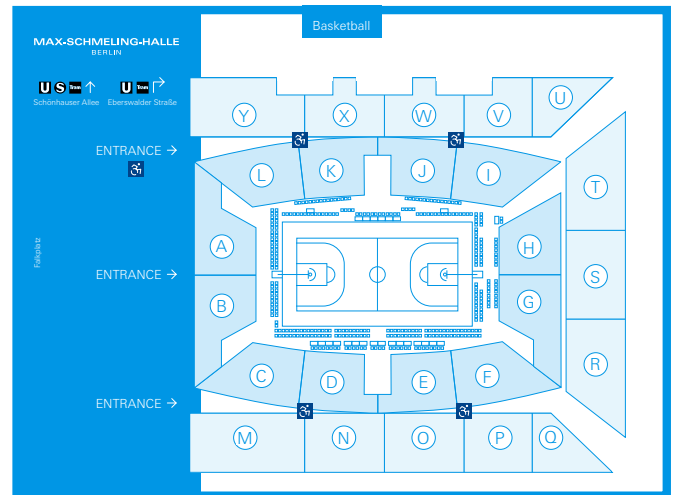 Basketball
MAX-SCHMELING-HALLE
BERLIN
U S Tram U Tram
Schönhauser Allee Eberswalder Straße
ENTRANCE
ENTRANCE
ENTRANCE
Falkplatz
Y X W V U
L K J I
T
A H
S
B G
R
C D E F
M N O P Q